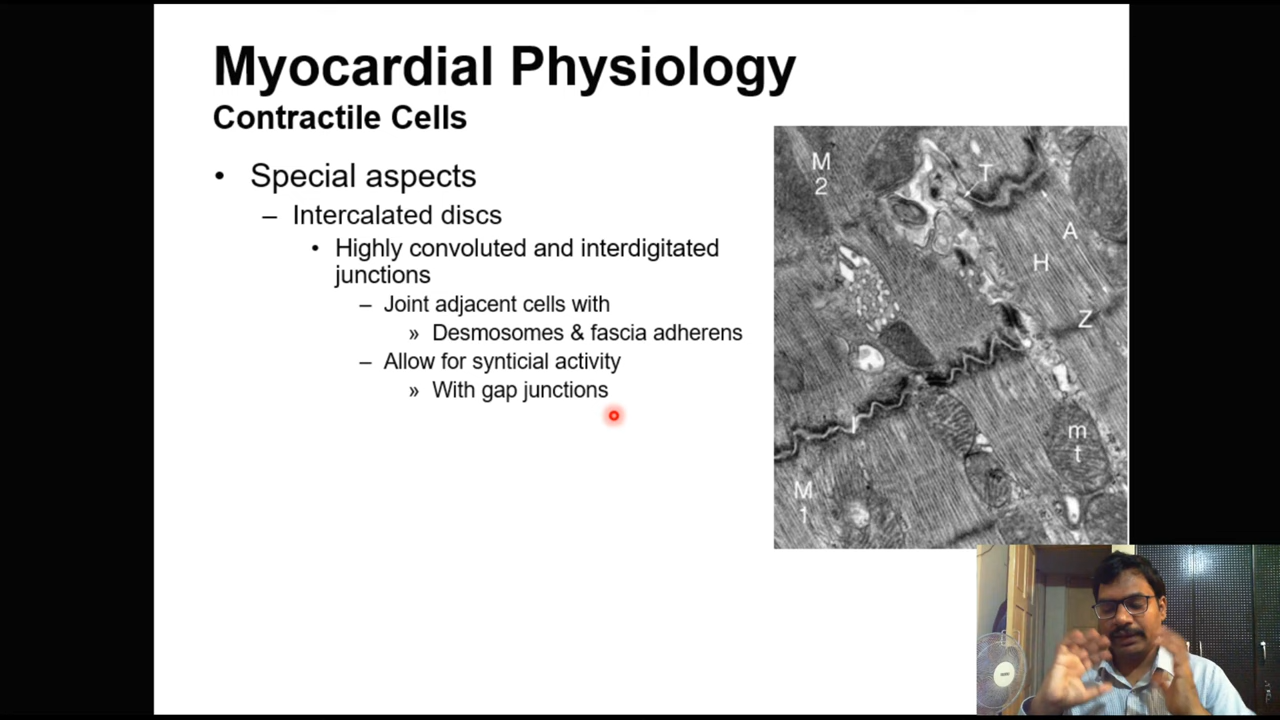 Myocardial Physiology
Contractile Cells
• Special aspects
– Intercalated discs
• Highly convoluted and interdigitated
junctions
– Joint adjacent cells with
» Desmosomes & fascia adherens
– Allow for synticial activity
» With gap junctions
M
2
T
A
H
Z
I
m
t
M
1